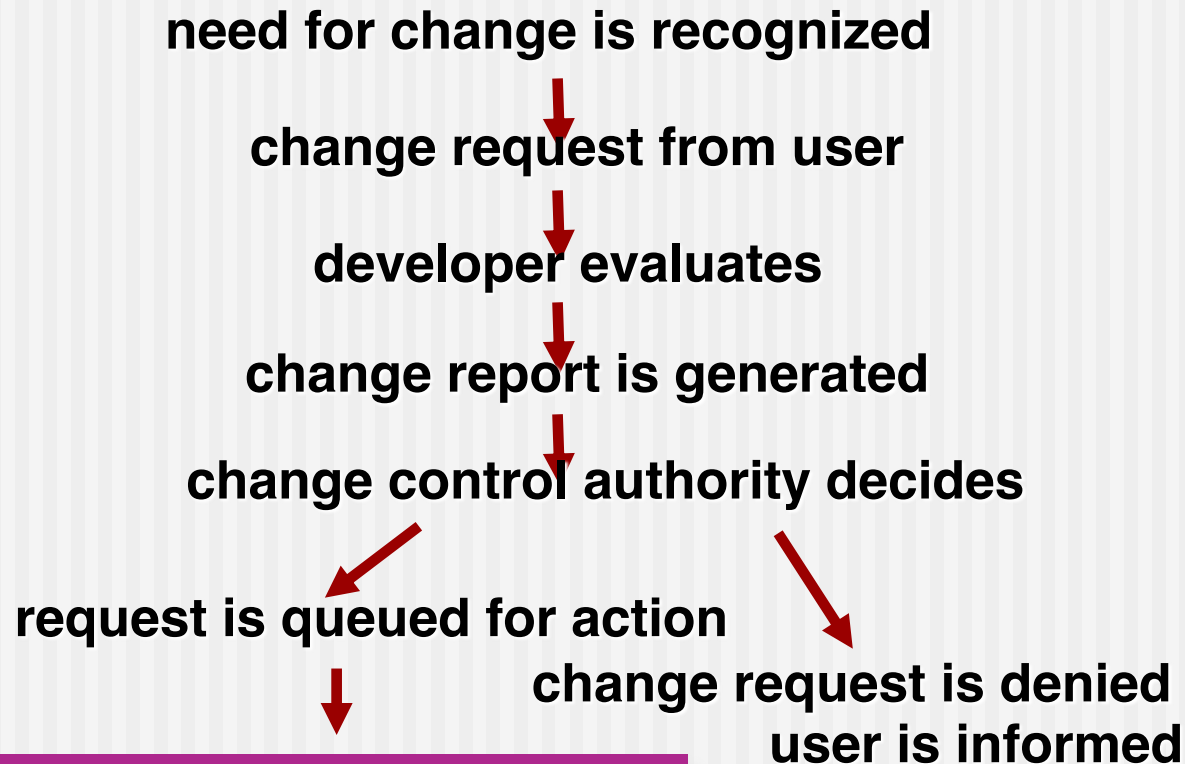 need for change is recognized
change request from user
developer evaluates
change report is generated
change control authority decides
request is queued for action
change request is denied
user is informed